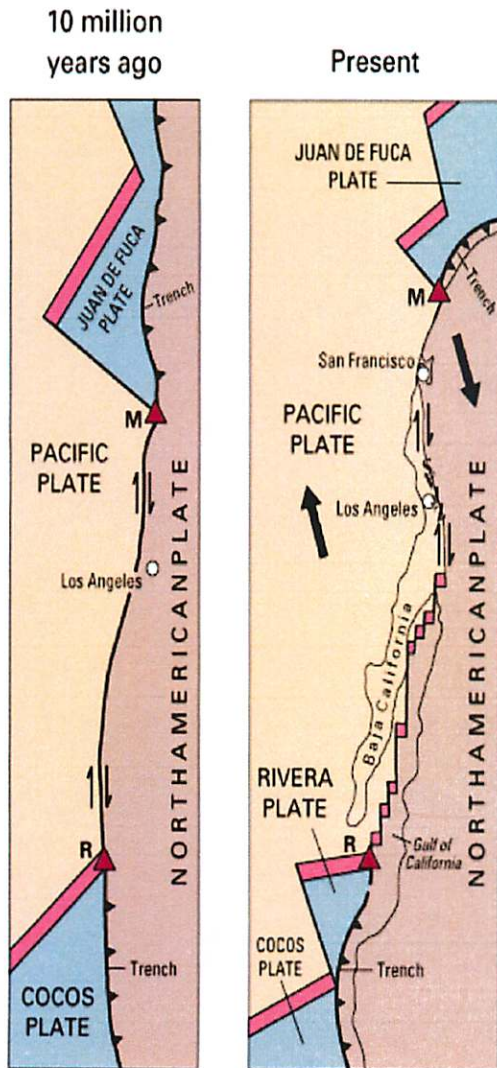 10 million
years ago
JUAN DE FUCA
PLATE
Trench
M
PACIFIC
PLATE
Los Angeles
NORTHAMERICANPLATE
R
Trench
COCOS
PLATE
Present
JUAN DE FUCA
PLATE
Trench
M
San Francisco
PACIFIC
PLATE
Los Angeles
NORTHAMERICANPLATE
Baja California
RIVERA
PLATE
R
Gulf of
California
COCOS
PLATE
Trench